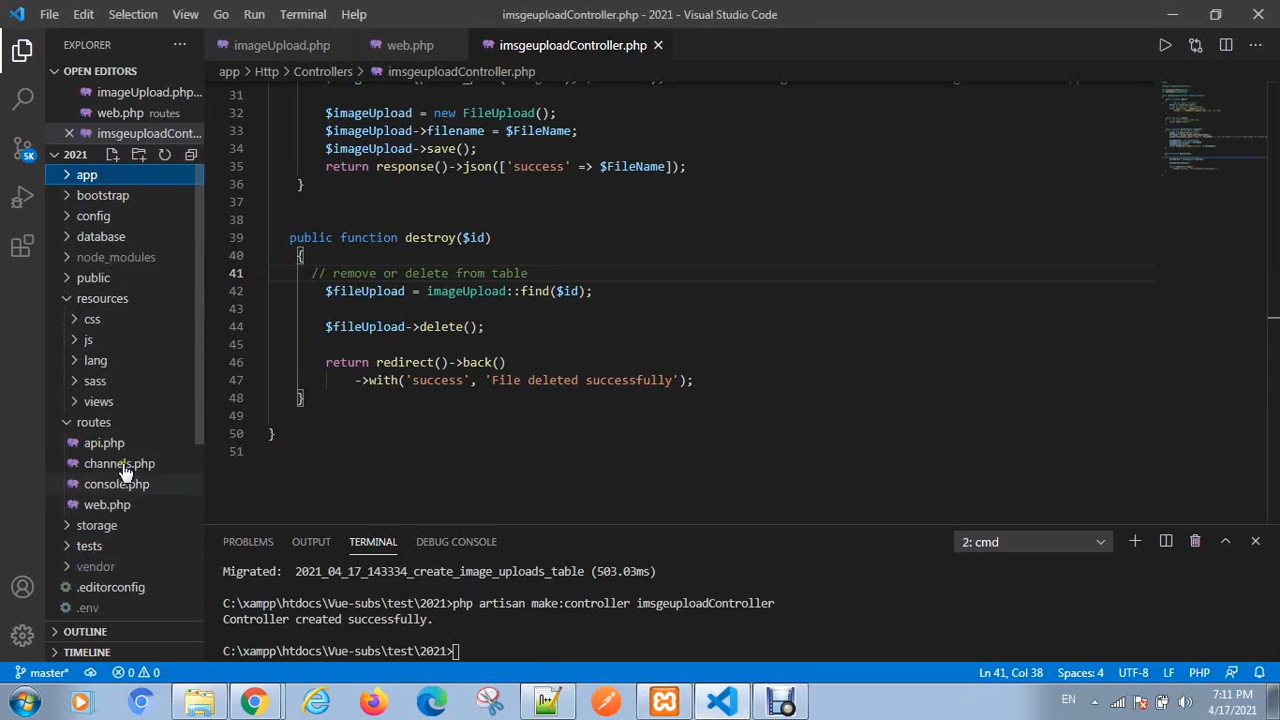 File Edit Selection View Go Run Terminal Help imsgeuploadController.php - 2021 - Visual Studio Code
EXPLORER
imageUpload.php web.php imsgeuploadController.php
OPEN EDITORS
app > Http > Controllers > imsgeuploadController.php
imageUpload.php...
web.php routes
imsgeuploadCont...
2021
app
bootstrap
config
database
node_modules
public
resources
css
js
lang
sass
views
routes
api.php
channels.php
console.php
web.php
storage
tests
vendor
.editorconfig
.env
OUTLINE
TIMELINE
5K
31
32 $imageUpload = new FileUpload();
33 $imageUpload->filename = $FileName;
34 $imageUpload->save();
35 return response()->json(['success' => $FileName]);
36 }
37
38
39 public function destroy($id)
40 {
41 // remove or delete from table
42 $fileUpload = imageUpload::find($id);
43
44 $fileUpload->delete();
45
46 return redirect()->back()
47 ->with('success', 'File deleted successfully');
48 }
49
50 }
51
PROBLEMS OUTPUT TERMINAL DEBUG CONSOLE 2: cmd
Migrated: 2021_04_17_143334_create_image_uploads_table (503.03ms)
C:\xampp\htdocs\Vue-subs\test\2021>php artisan make:controller imsgeuploadController
Controller created successfully.
C:\xampp\htdocs\Vue-subs\test\2021>
master* 0 0 Ln 41, Col 38 Spaces: 4 UTF-8 LF PHP
EN 7:11 PM
4/17/2021